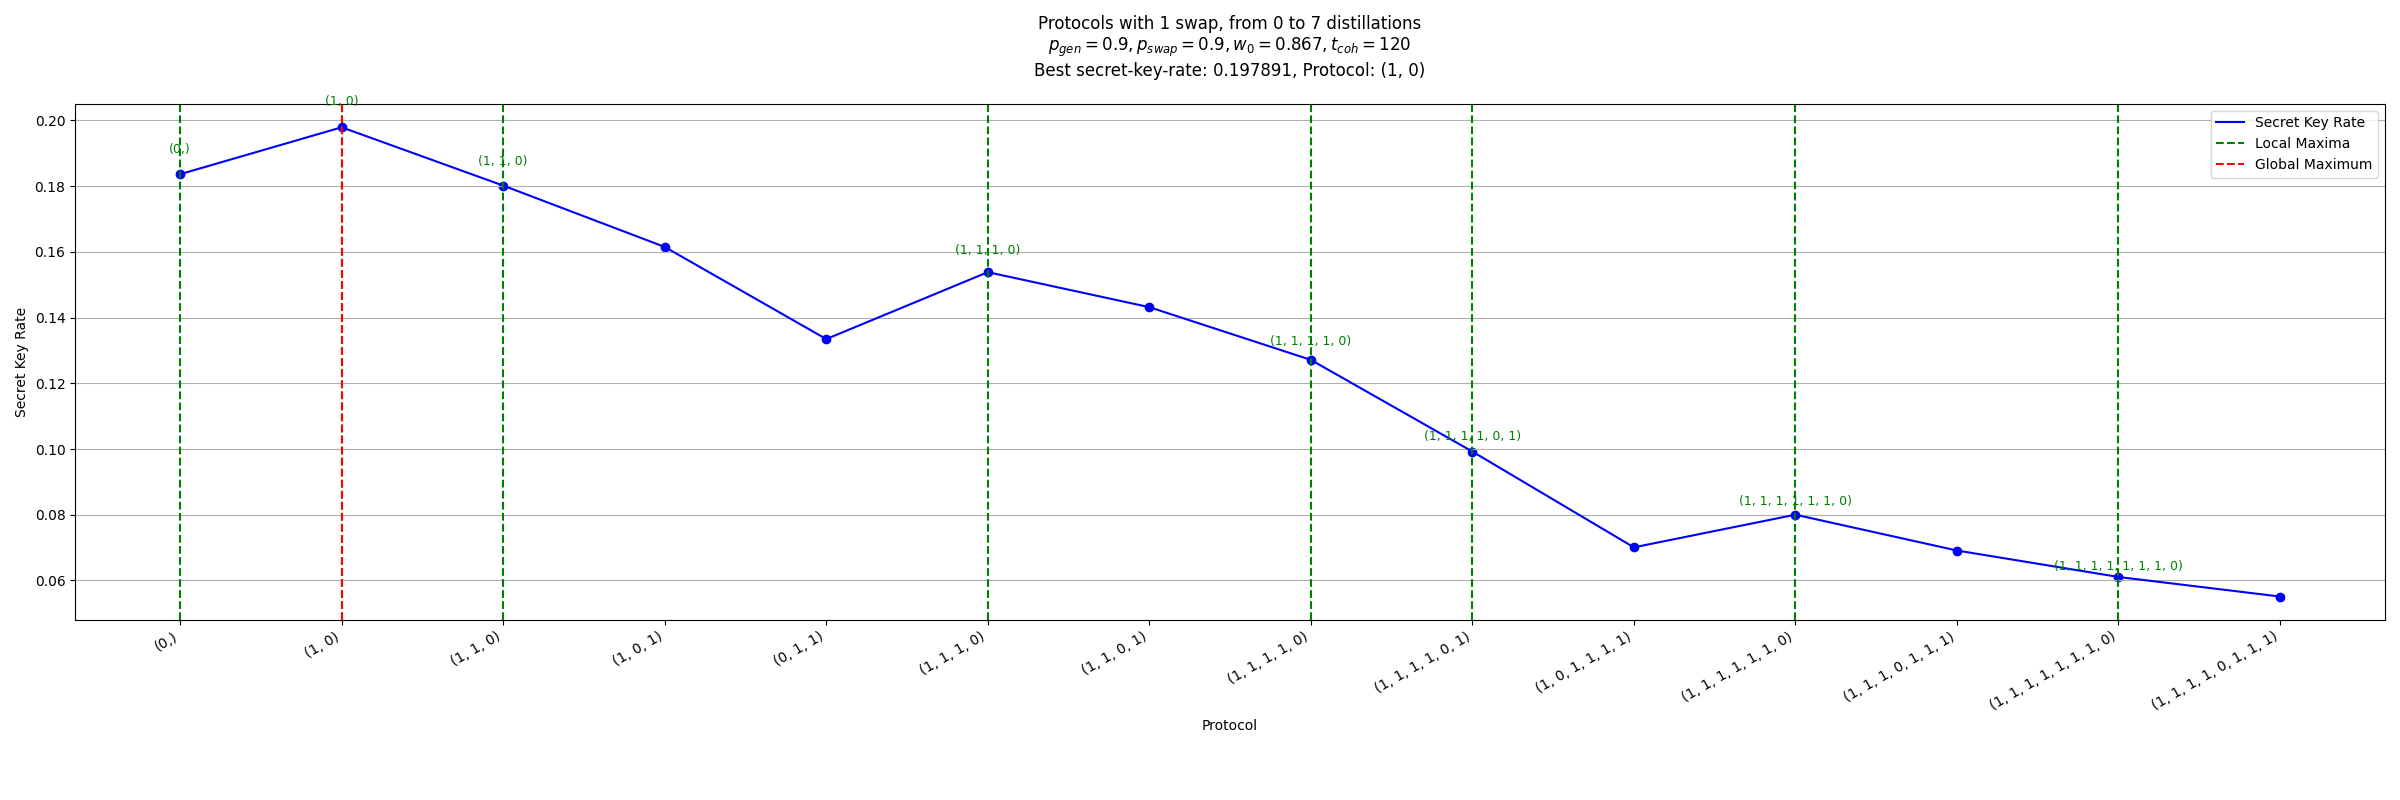 Protocols with 1 swap, from 0 to 7 distillations
p_gen = 0.9, p_swap = 0.9, w_0 = 0.867, t_coh = 120
Best secret-key-rate: 0.197891, Protocol: (1, 0)
Secret Key Rate
Local Maxima
Global Maximum
(0,)
(1, 0)
(1, 1, 0)
(1, 1, 1, 0)
(1, 1, 1, 1, 0)
(1, 1, 1, 1, 0, 1)
(1, 1, 1, 1, 1, 1, 0)
(1, 1, 1, 1, 1, 1, 1, 0)
Secret Key Rate
0.20
0.18
0.16
0.14
0.12
0.10
0.08
0.06
(0,)
(1, 0)
(1, 1, 0)
(1, 0, 1)
(0, 1, 1)
(1, 1, 1, 0)
(1, 1, 0, 1)
(1, 1, 1, 1, 0)
(1, 1, 1, 1, 0, 1)
(1, 0, 1, 1, 1, 1)
(1, 1, 1, 1, 1, 1, 0)
(1, 1, 1, 0, 1, 1, 1)
(1, 1, 1, 1, 1, 1, 1, 0)
(1, 1, 1, 1, 0, 1, 1, 1)
Protocol